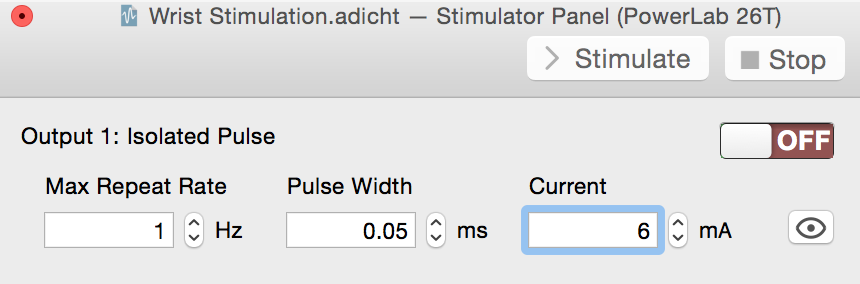 Wrist Stimulation.adicht — Stimulator Panel (PowerLab 26T)
Stimulate Stop
Output 1: Isolated Pulse OFF
Max Repeat Rate Pulse Width Current
1 Hz 0.05 ms 6 mA